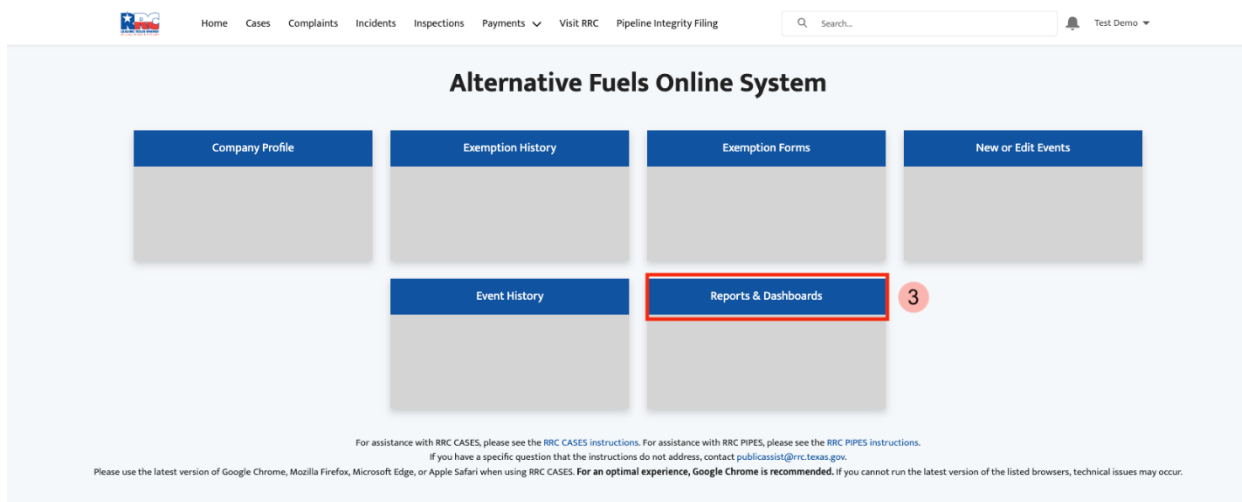 RRC
Home Cases Complaints Incidents Inspections Payments Visit RRC Pipeline Integrity Filing Search... Test Demo
Alternative Fuels Online System
Company Profile Exemption History Exemption Forms New or Edit Events
Event History Reports & Dashboards 3
For assistance with RRC CASES, please see the RRC CASES instructions. For assistance with RRC PIPES, please see the RRC PIPES instructions.
If you have a specific question that the instructions do not address, contact publicassist@rrc.texas.gov.
Please use the latest version of Google Chrome, Mozilla Firefox, Microsoft Edge, or Apple Safari when using RRC CASES. For an optimal experience, Google Chrome is recommended. If you cannot run the latest version of the listed browsers, technical issues may occur.